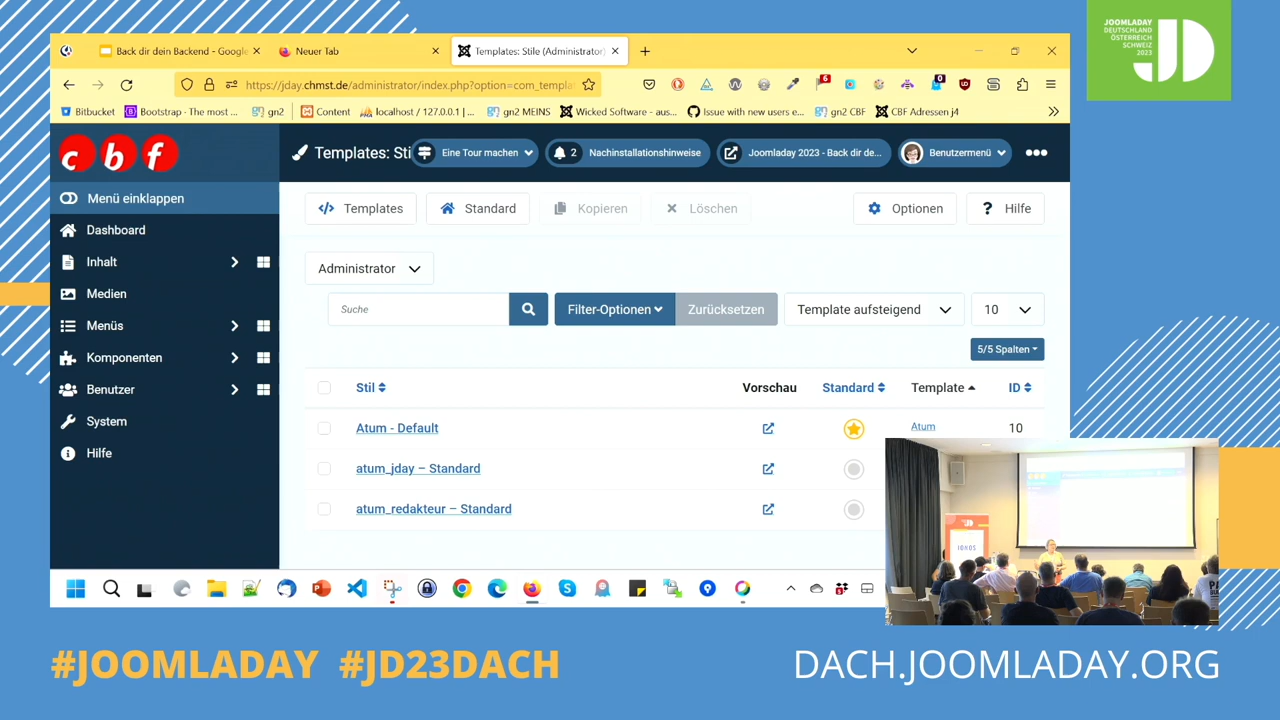 JOOMLADAY
DEUTSCHLAND
ÖSTERREICH
SCHWEIZ
2023
JD
Back dir dein Backend - Google
Neuer Tab
Templates: Stile (Administrator)
https://jday.chmst.de/administrator/index.php?option=com_templa
6
0
Bitbucket
Bootstrap · The most ...
gn2
Content
localhost / 127.0.0.1 | ...
gn2 MEINS
Wicked Software - aus...
Issue with new users e...
gn2 CBF
CBF Adressen j4
cbf
Templates: Sti
Eine Tour machen
2
Nachinstallationshinweise
Joomladay 2023 - Back dir de...
Benutzermenü
Menü einklappen
Dashboard
Inhalt
Medien
Menüs
Komponenten
Benutzer
System
Hilfe
Templates
Standard
Kopieren
Löschen
Optionen
? Hilfe
Administrator
Suche
Filter-Optionen
Zurücksetzen
Template aufsteigend
10
5/5 Spalten
Stil
Vorschau
Standard
Template
ID
Atum - Default
Atum
10
atum_jday – Standard
atum_redakteur – Standard
IONOS
#JOOMLADAY #JD23DACH
DACH.JOOMLADAY.ORG